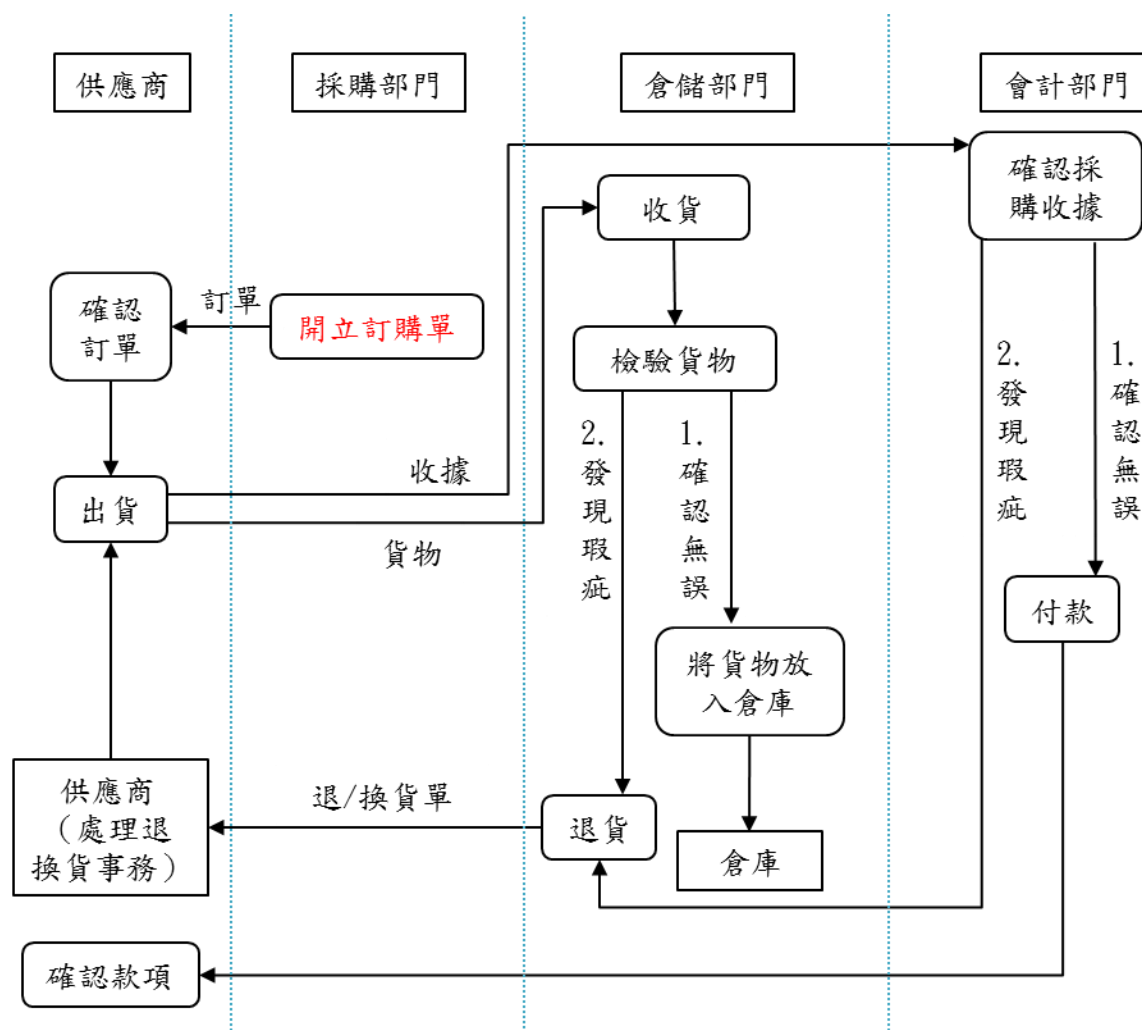 供應商
採購部門
倉儲部門
會計部門
確認採
購收據
收貨
確認
訂單
訂單
開立訂購單
檢驗貨物
2.
發
現
瑕
疵
1.
確
認
無
誤
2.
發
現
瑕
疵
1.
確
認
無
誤
收據
出貨
貨物
付款
將貨物放
入倉庫
供應商
（處理退
換貨事務）
退/換貨單
退貨
倉庫
確認款項